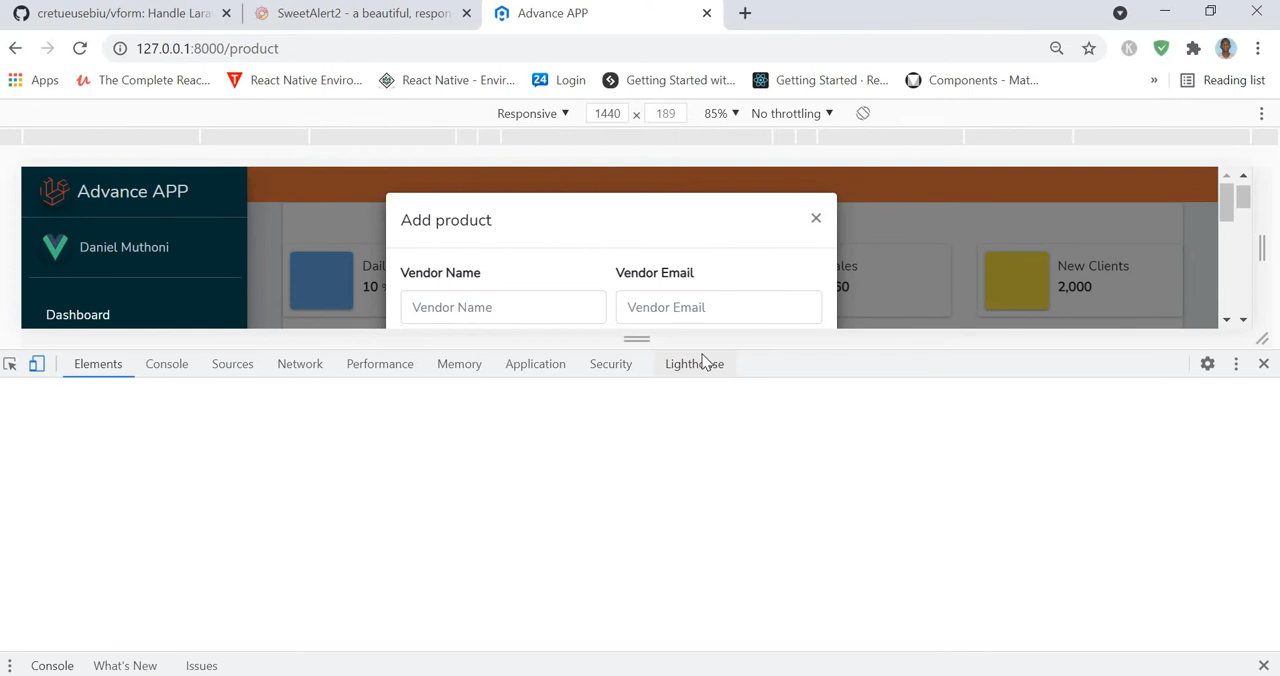 cretueusebiu/vform: Handle Lara
SweetAlert2 - a beautiful, respon
Advance APP
127.0.0.1:8000/product
Apps
The Complete Reac...
React Native Enviro...
React Native - Envir...
24 Login
Getting Started wit...
Getting Started · Re...
Components - Mat...
»
Reading list
Responsive
1440 x 189
85%
No throttling
Advance APP
Daniel Muthoni
Dashboard
Add product
×
Vendor Name
Vendor Email
Vendor Name
Vendor Email
10 %
New Clients
2,000
Elements
Console
Sources
Network
Performance
Memory
Application
Security
Lighthouse
Console
What's New
Issues